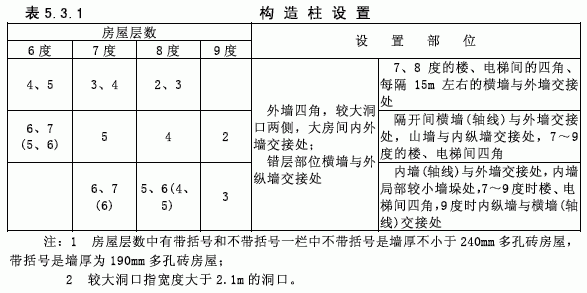 表 5.3.1 构 造 柱 设 置
房屋层数
设 置 部 位
6 度 7 度 8 度 9 度
4、5 3、4 2、3
6、7
(5、6)
5 4 2
6、7
(6)
5、6(4、
5)
3
外墙四角，较大洞
口两侧，大房间内外
墙交接处；
错层部位横墙与外
纵墙交接处
7、8 度的楼、电梯间的四角、
每隔 15m 左右的横墙与外墙交接
处
隔开间横墙(轴线)与外墙交接
处，山墙与内纵墙交接处，7～9
度的楼、电梯间四角
内墙(轴线)与外墙交接处，内墙
局部较小墙垛处，7～9度时楼、电
梯间四角，9度时内纵墙与横墙(轴
线)交接处
注：1 房屋层数中有带括号和不带括号一栏中不带括号是墙厚不小于240mm多孔砖房屋，
带括号是墙厚为190mm多孔砖房屋；
2 较大洞口指宽度大于2.1m的洞口。